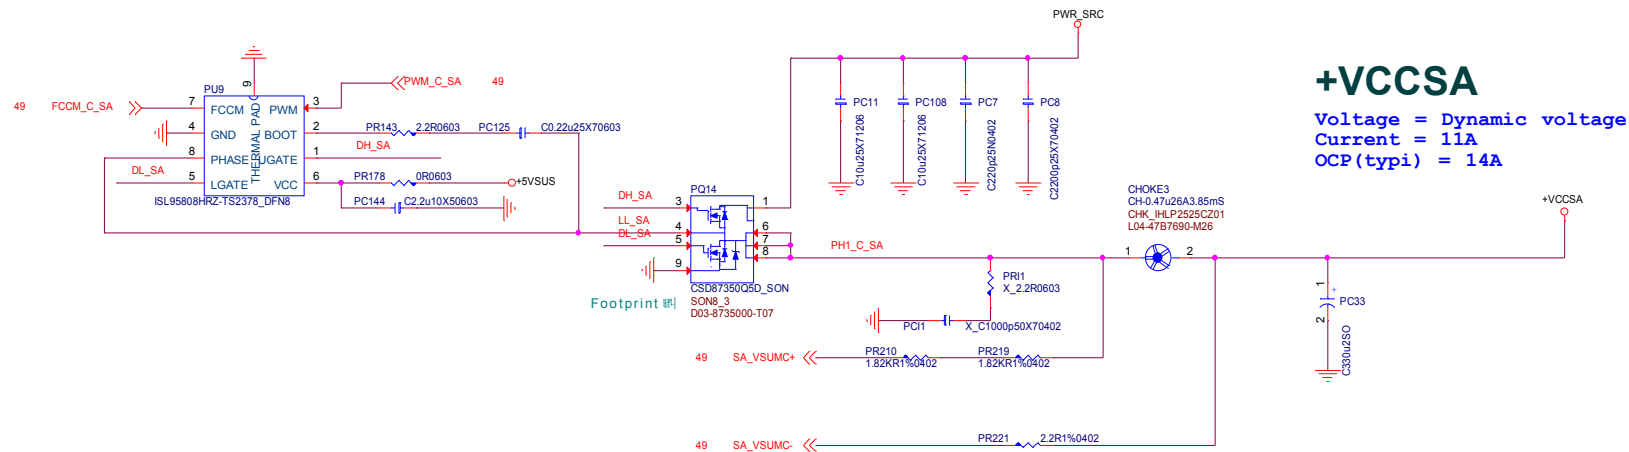 PWR_SRC
+VCCSA
Voltage = Dynamic voltage
Current = 11A
OCP(typi) = 14A
PU9
9
49 FCCM_C_SA
PWM_C_SA 49
7 FCCM PWM 3
4 GND BOOT 2
8 PHASE UGATE 1
5 LGATE VCC 6
THERMAL PAD
DL_SA
ISL95808HRZ-TS2378_DFN8
PR143 2.2R0603
PC125 C0.22u25X70603
DH_SA
PR178 0R0603
+5VSUS
PC144 C2.2u10X50603
PC11
C10u25X71206
PC108
C10u25X71206
PC7
C220p25N0402
PC8
C2200p25X70402
PQ14
DH_SA 3
LL_SA 4
DL_SA 5
9
1
6
7
8
CSD87350Q5D_SON
SON8_3
D03-8735000-T07
Footprint
PH1_C_SA
CHOKE3
CH-0.47u26A3.85mS
CHK_IHLP2525CZ01
L04-47B7690-M26
1 2
+VCCSA
PRI1
X_2.2R0603
PCI1 X_C1000p50X70402
1
+
PC33
2
C330u2SO
49 SA_VSUMC+
PR210
1.82KR1%0402
PR219
1.82KR1%0402
49 SA_VSUMC-
PR221 2.2R1%0402